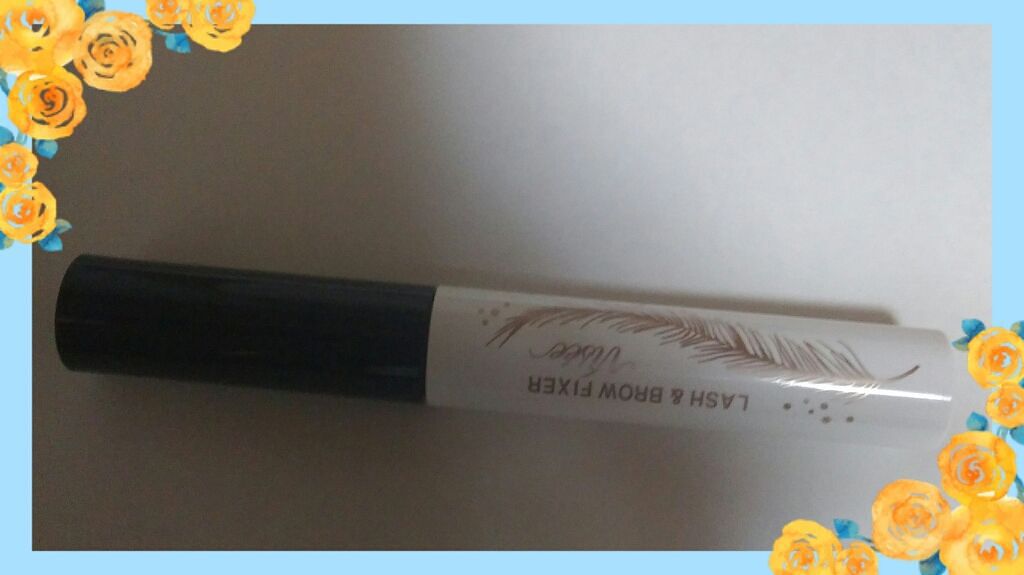 Visée
LASH & BROW FIXER